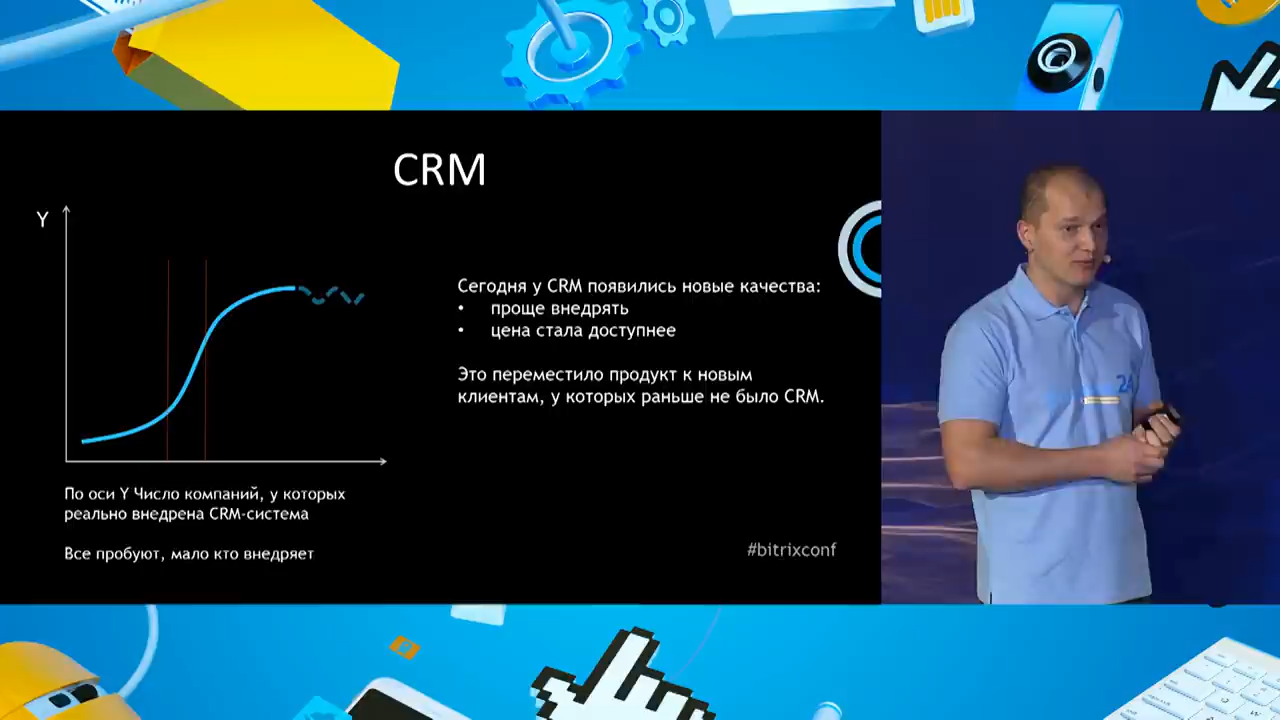 CRM
Y
Сегодня у CRM появились новые качества:
• проще внедрять
• цена стала доступнее
Это переместило продукт к новым
клиентам, у которых раньше не было CRM.
По оси Y Число компаний, у которых
реально внедрена CRM-система
Все пробуют, мало кто внедряет
#bitrixconf
24